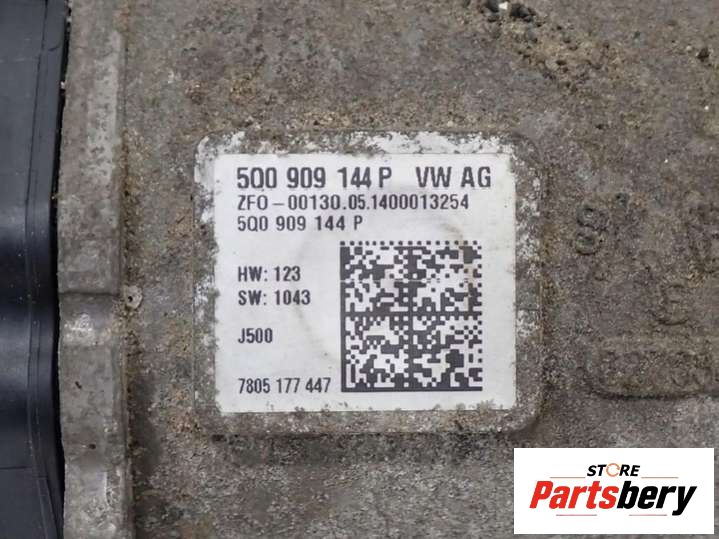 5Q0 909 144 P VW AG
ZFO-00130.05.1400013254
5Q0 909 144 P
HW: 123
SW: 1043
J500
7805 177 447
STORE
Partsbery